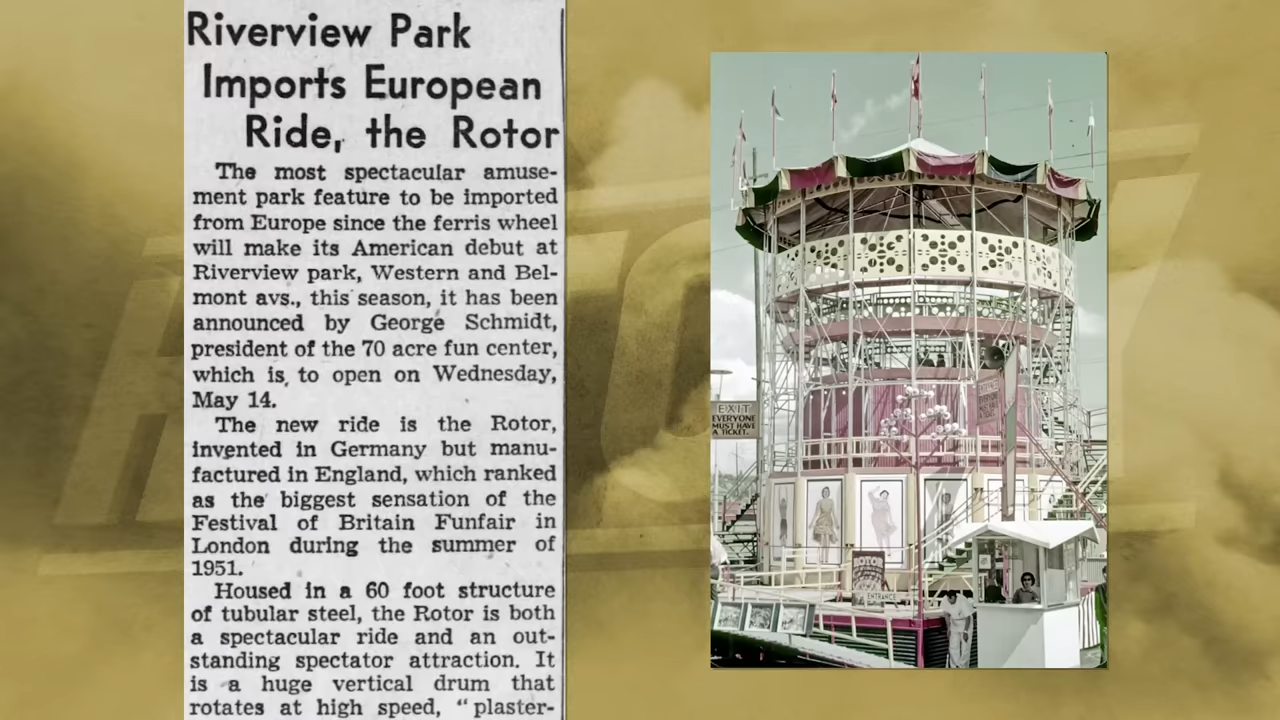 Riverview Park
Imports European
Ride, the Rotor
The most spectacular amuse-
ment park feature to be imported
from Europe since the ferris wheel
will make its American debut at
Riverview park, Western and Bel-
mont avs., this season, it has been
announced by George Schmidt,
president of the 70 acre fun center,
which is to open on Wednesday,
May 14.
The new ride is the Rotor,
invented in Germany but manu-
factured in England, which ranked
as the biggest sensation of the
Festival of Britain Funfair in
London during the summer of
1951.
Housed in a 60 foot structure
of tubular steel, the Rotor is both
a spectacular ride and an out-
standing spectator attraction. It
is a huge vertical drum that
rotates at high speed, "plaster-
EXIT
EVERYONE
MUST HAVE
A TICKET.
ROTOR
ENTRANCE